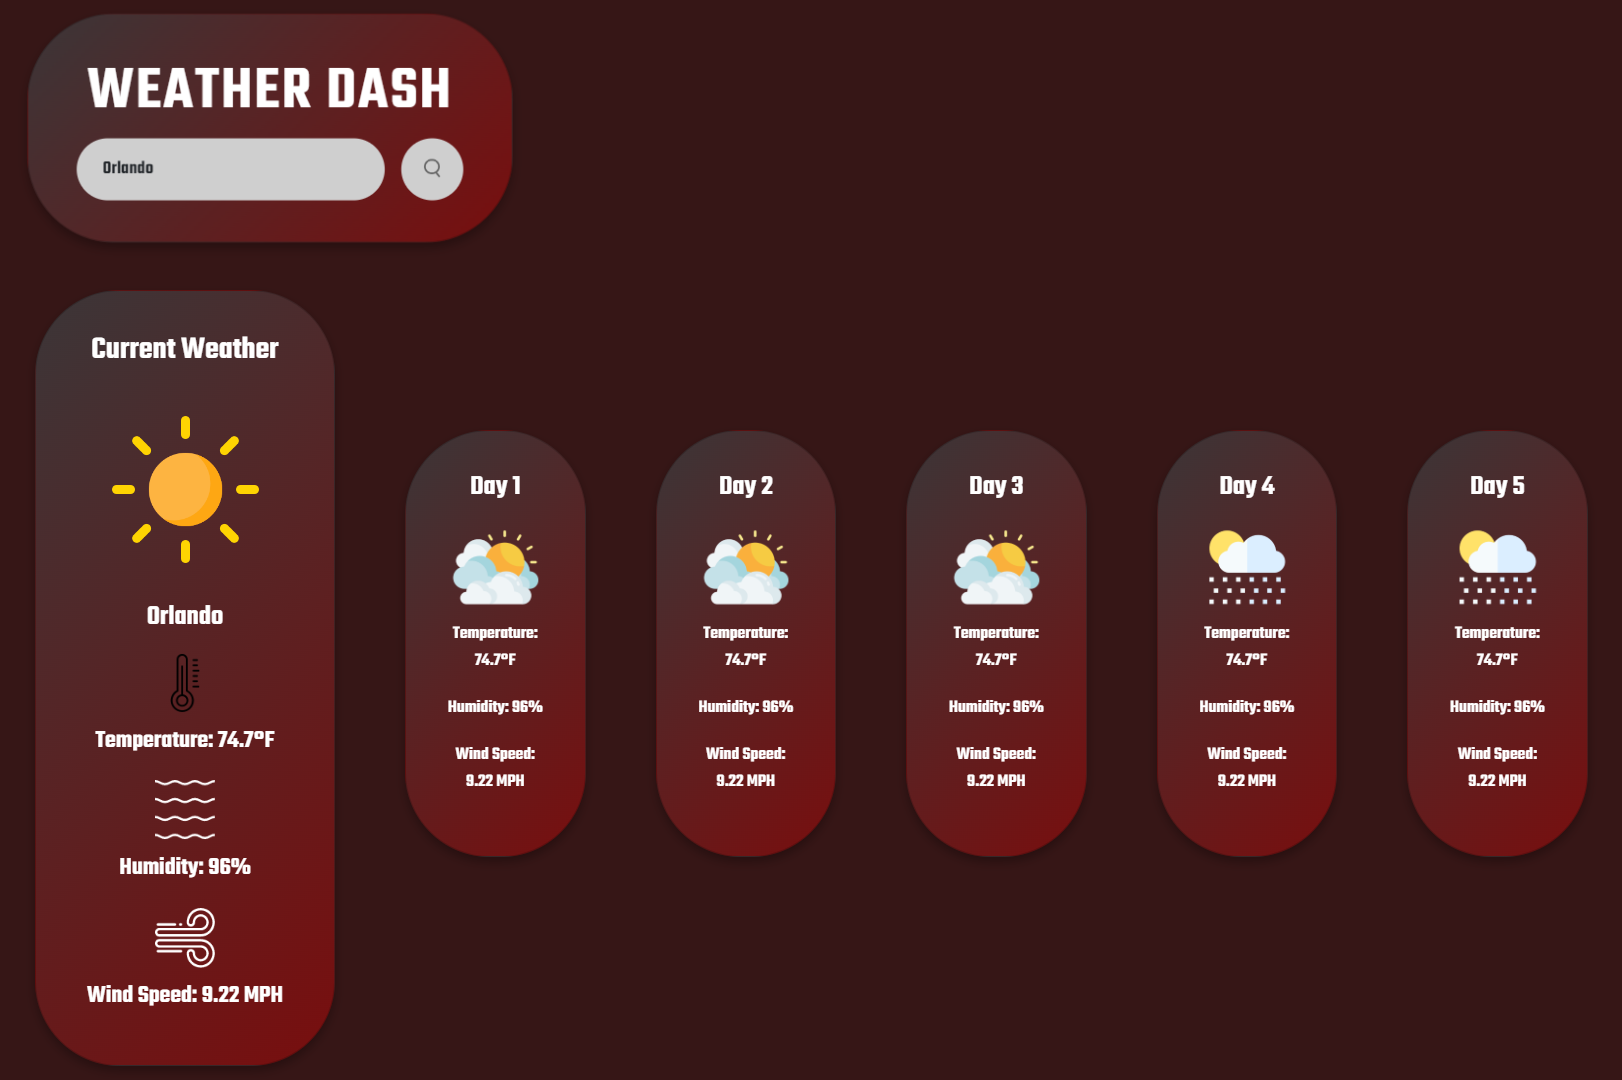 WEATHER DASH
Orlando
Current Weather
Orlando
Temperature: 74.7°F
Humidity: 96%
Wind Speed: 9.22 MPH
Day 1
Temperature:
74.7°F
Humidity: 96%
Wind Speed:
9.22 MPH
Day 2
Temperature:
74.7°F
Humidity: 96%
Wind Speed:
9.22 MPH
Day 3
Temperature:
74.7°F
Humidity: 96%
Wind Speed:
9.22 MPH
Day 4
Temperature:
74.7°F
Humidity: 96%
Wind Speed:
9.22 MPH
Day 5
Temperature:
74.7°F
Humidity: 96%
Wind Speed:
9.22 MPH